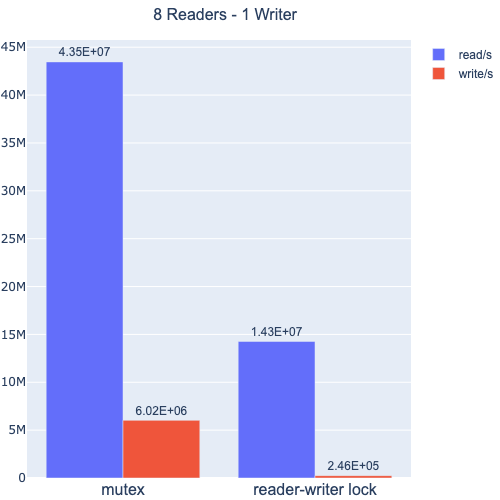 8 Readers - 1 Writer
45M
40M
35M
30M
25M
20M
15M
10M
5M
0
4.35E+07
6.02E+06
1.43E+07
2.46E+05
mutex
reader-writer lock
read/s
write/s